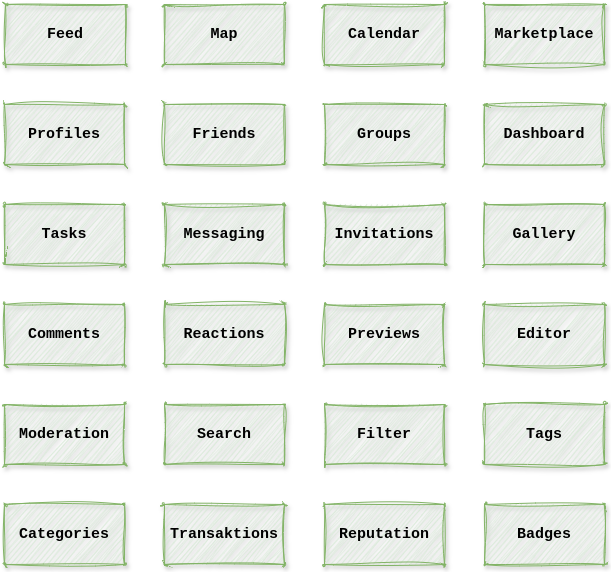 Feed
Map
Calendar
Marketplace
Profiles
Friends
Groups
Dashboard
Tasks
Messaging
Invitations
Gallery
Comments
Reactions
Previews
Editor
Moderation
Search
Filter
Tags
Categories
Transaktions
Reputation
Badges